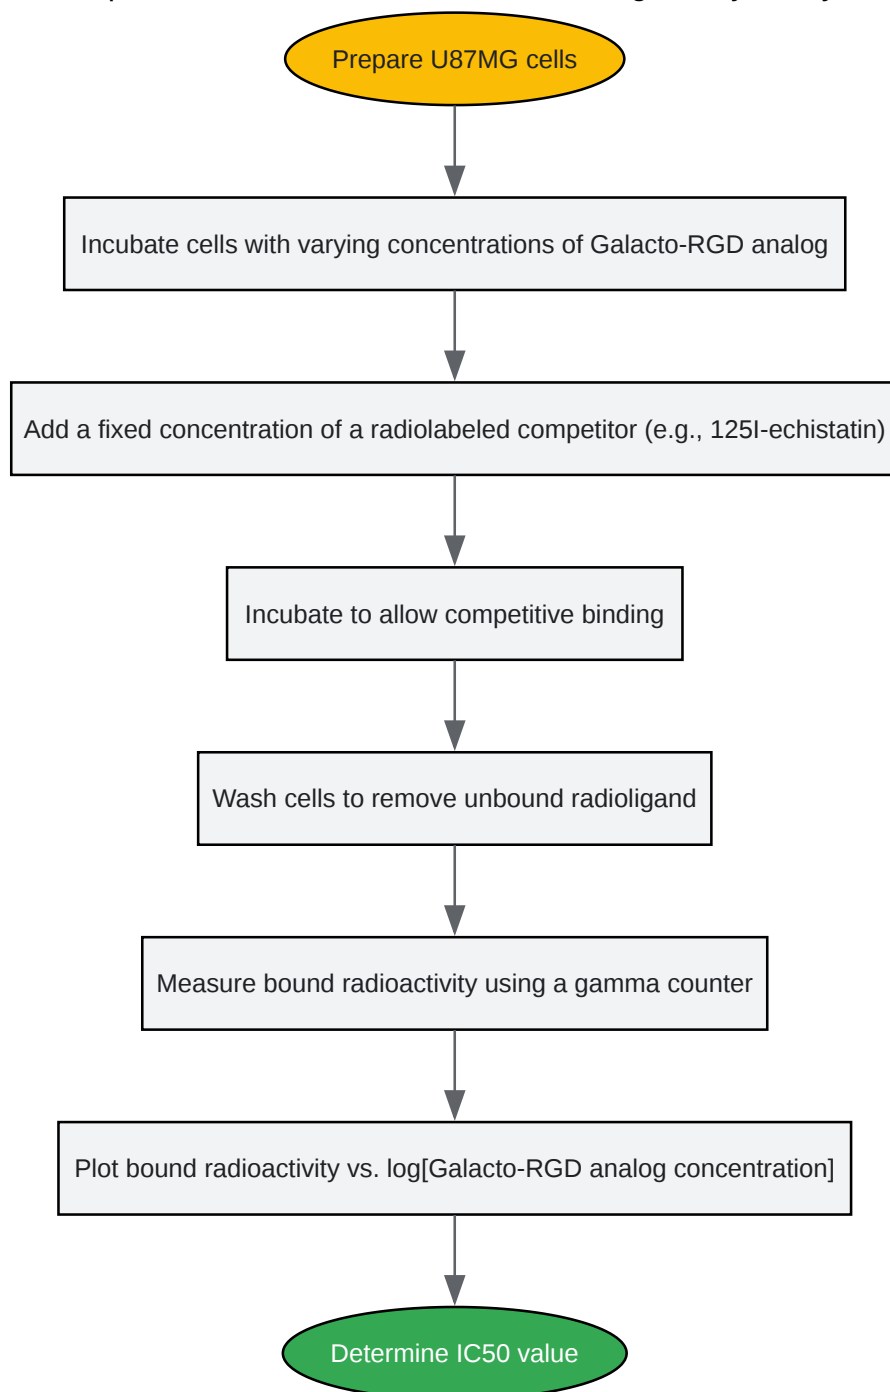 Prepare U87MG cells
Incubate cells with varying concentrations of Galacto-RGD analog
Add a fixed concentration of a radiolabeled competitor (e.g., 125I-echistatin)
Incubate to allow competitive binding
Wash cells to remove unbound radioligand
Measure bound radioactivity using a gamma counter
Plot bound radioactivity vs. log[Galacto-RGD analog concentration]
Determine IC50 value